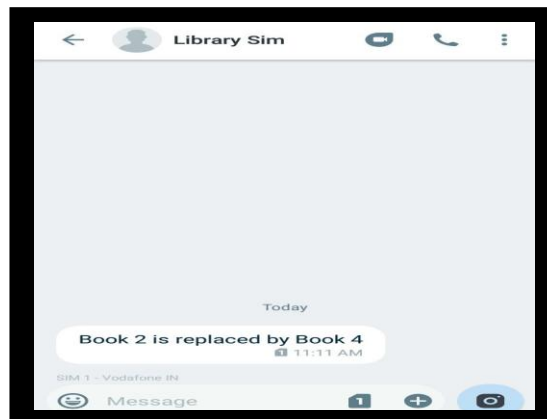 Library Sim
Today
Book 2 is replaced by Book 4
1 11:11 AM
SIM 1 - Vodafone IN
Message 1